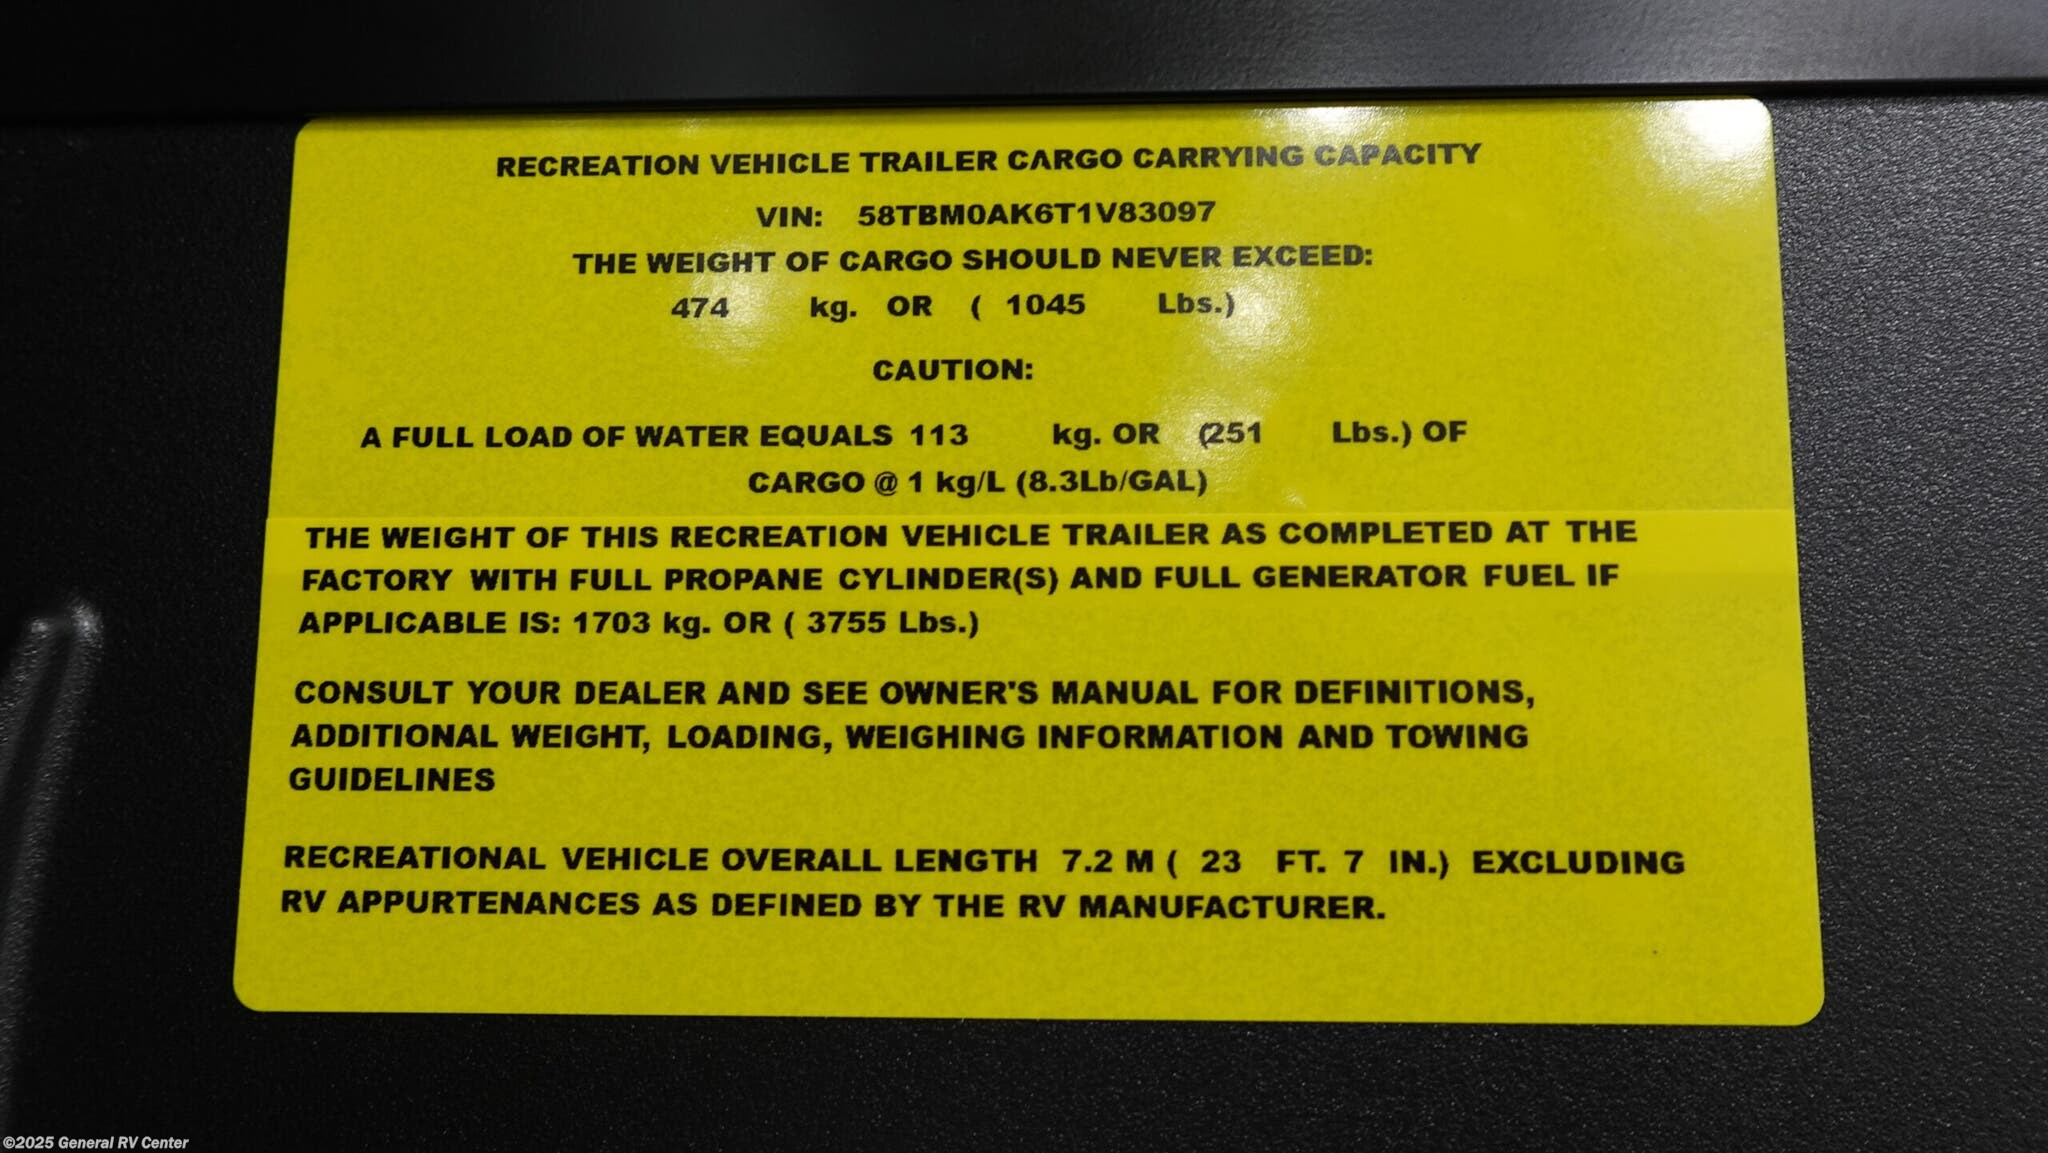 RECREATION VEHICLE TRAILER CARGO CARRYING CAPACITY
VIN: 58TBM0AK6T1V83097
THE WEIGHT OF CARGO SHOULD NEVER EXCEED:
474 kg. OR ( 1045 Lbs.)
CAUTION:
A FULL LOAD OF WATER EQUALS 113 kg. OR (251 Lbs.) OF
CARGO @ 1 kg/L (8.3Lb/GAL)
THE WEIGHT OF THIS RECREATION VEHICLE TRAILER AS COMPLETED AT THE
FACTORY WITH FULL PROPANE CYLINDER(S) AND FULL GENERATOR FUEL IF
APPLICABLE IS: 1703 kg. OR ( 3755 Lbs.)
CONSULT YOUR DEALER AND SEE OWNER'S MANUAL FOR DEFINITIONS,
ADDITIONAL WEIGHT, LOADING, WEIGHING INFORMATION AND TOWING
GUIDELINES
RECREATIONAL VEHICLE OVERALL LENGTH 7.2 M ( 23 FT. 7 IN.) EXCLUDING
RV APPURTENANCES AS DEFINED BY THE RV MANUFACTURER.
©2025 General RV Center